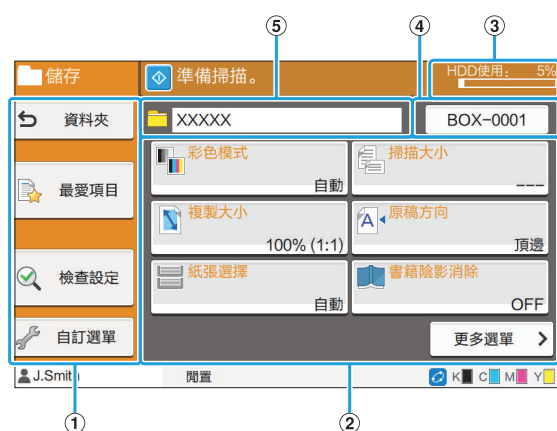 ⑤ ④ ③
儲存
準備掃描。
HDD使用： 5%
資料夾
XXXXX
BOX-0001
最愛項目
檢查設定
自訂選單
彩色模式
自動
掃描大小
---
複製大小
100% (1:1)
原稿方向
頂邊
紙張選擇
自動
書籍陰影消除
OFF
更多選單
J.Smith
閒置
K C M Y
① ②